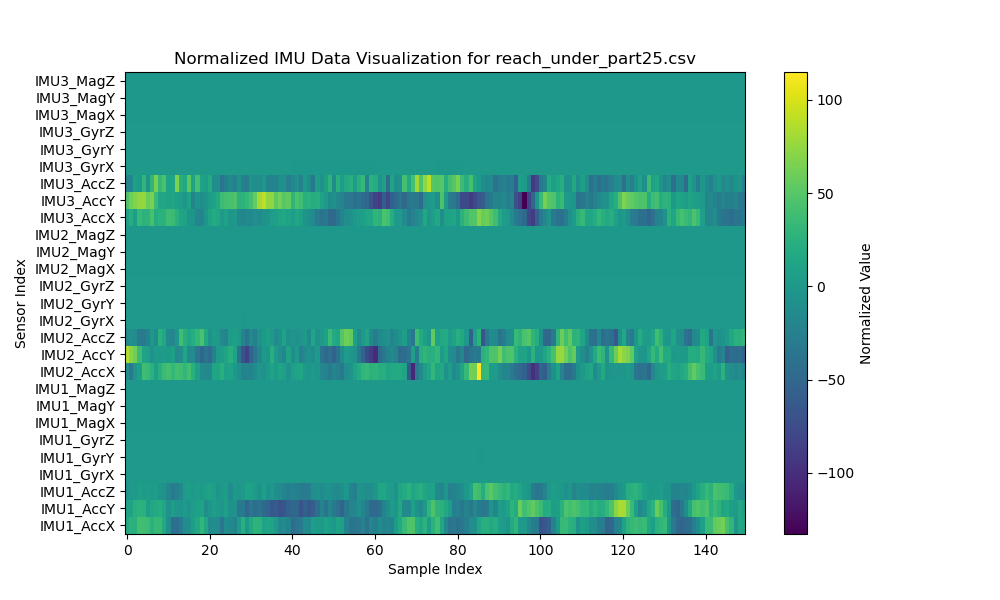 Normalized IMU Data Visualization for reach_under_part25.csv
IMU3_MagZ
IMU3_MagY
IMU3_MagX
IMU3_GyrZ
IMU3_GyrY
IMU3_GyrX
IMU3_AccZ
IMU3_AccY
IMU3_AccX
IMU2_MagZ
IMU2_MagY
IMU2_MagX
IMU2_GyrZ
IMU2_GyrY
IMU2_GyrX
IMU2_AccZ
IMU2_AccY
IMU2_AccX
IMU1_MagZ
IMU1_MagY
IMU1_MagX
IMU1_GyrZ
IMU1_GyrY
IMU1_GyrX
IMU1_AccZ
IMU1_AccY
IMU1_AccX
Sensor Index
0 20 40 60 80 100 120 140
Sample Index
100
50
0
−50
−100
Normalized Value